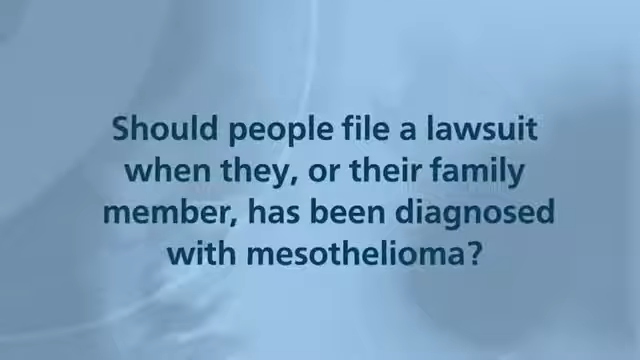 Should people file a lawsuit
when they, or their family
member, has been diagnosed
with mesothelioma?